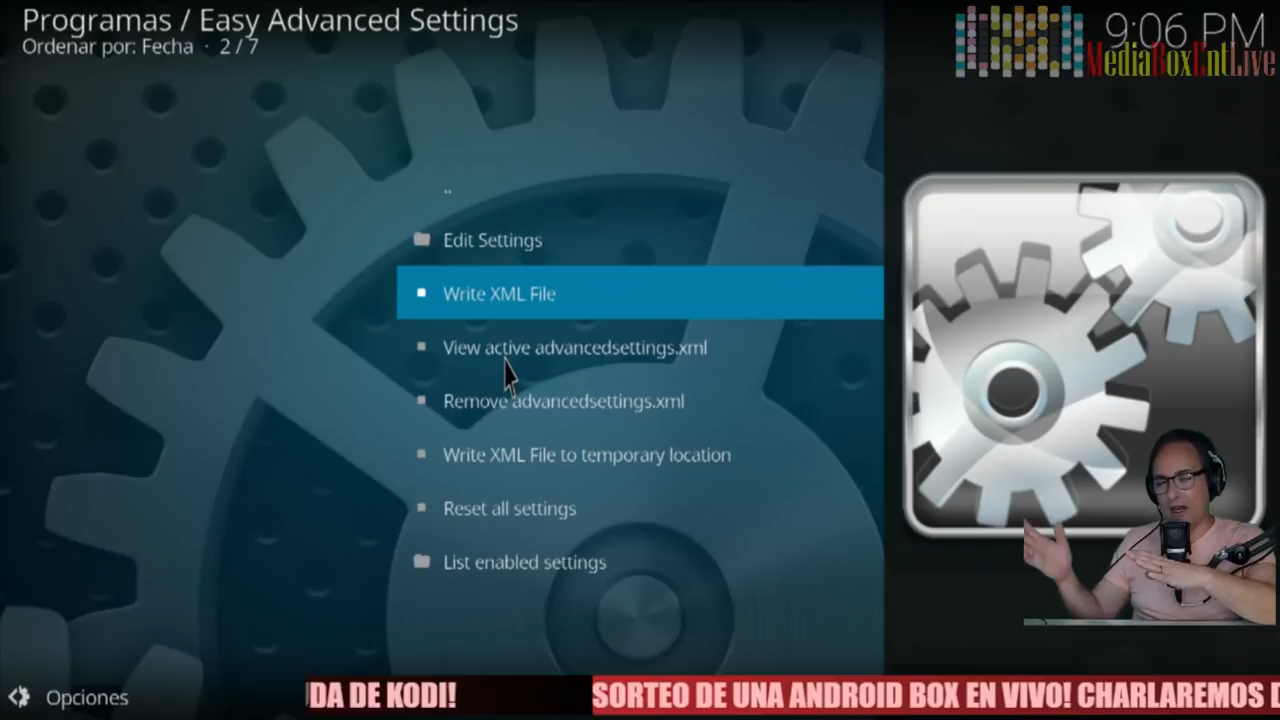 Programas / Easy Advanced Settings
Ordenar por: Fecha · 2 / 7
9:06 PM
MediaBoxEntLive
..
Edit Settings
Write XML File
View active advancedsettings.xml
Remove advancedsettings.xml
Write XML File to temporary location
Reset all settings
List enabled settings
Opciones
DA DE KODI!
SORTEO DE UNA ANDROID BOX EN VIVO! CHARLAREMOS